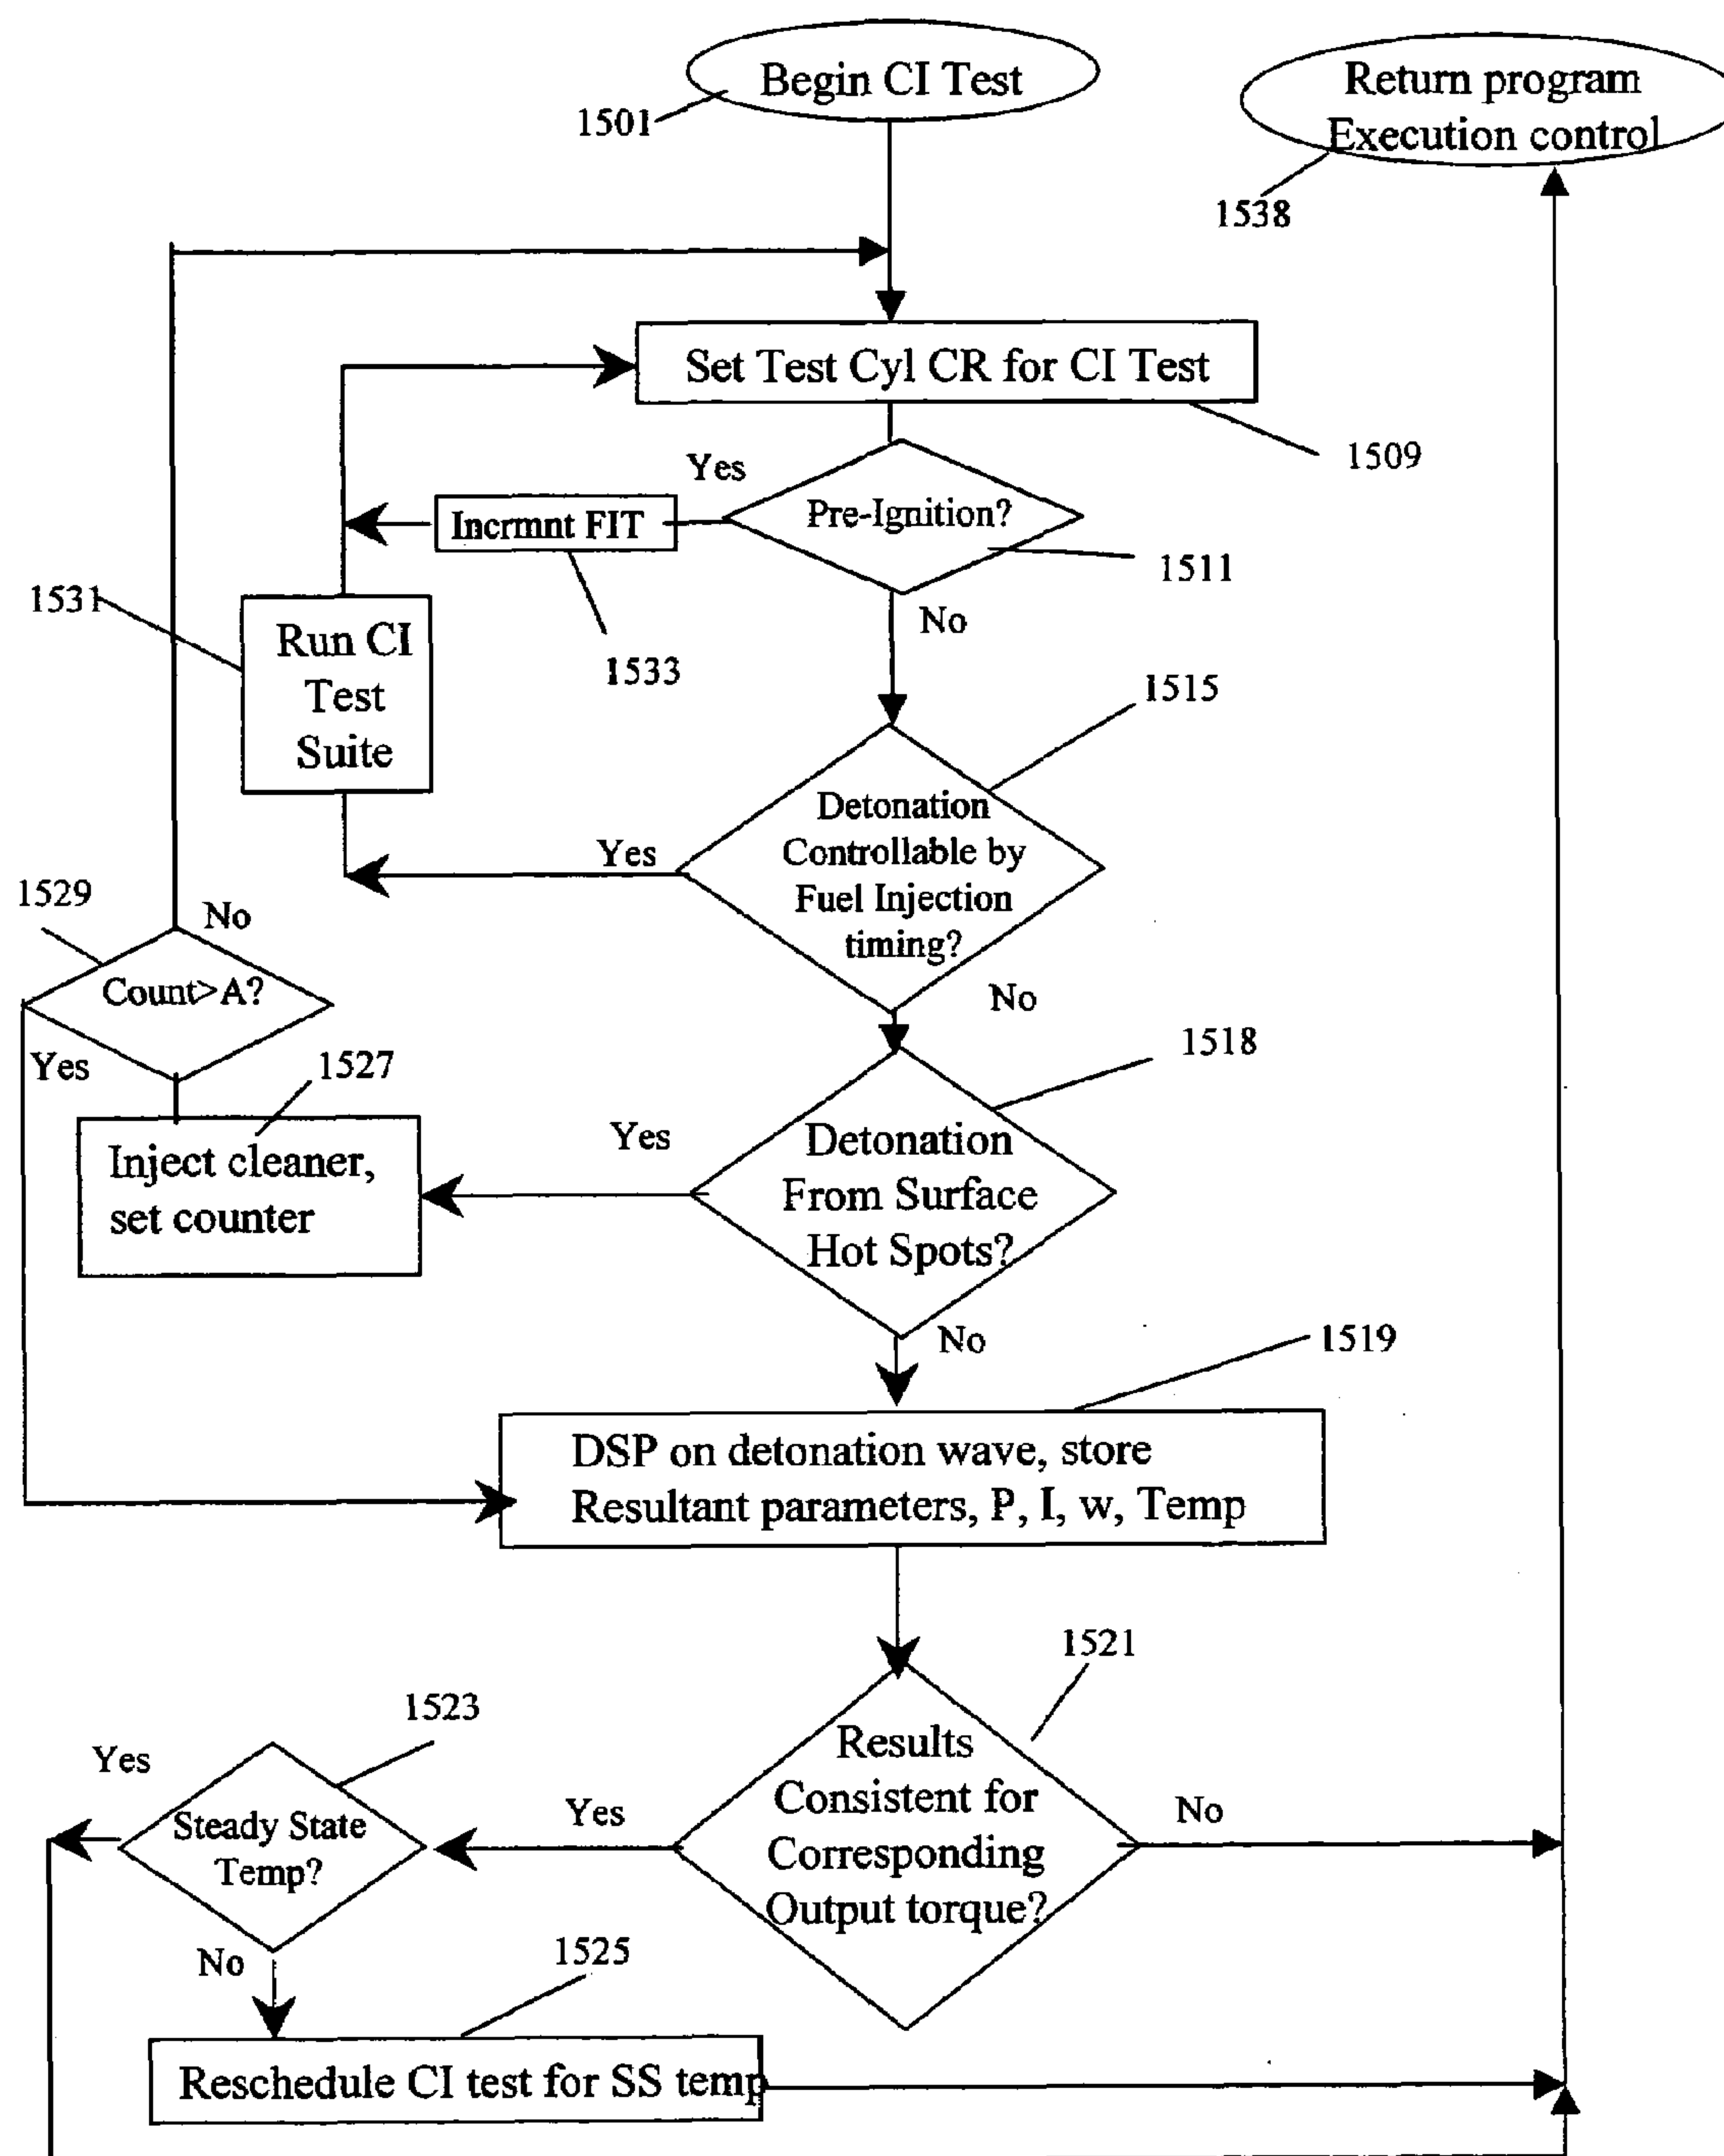 Begin CI Test
1501
Return program
Execution control
1538
Set Test Cyl CR for CI Test
1509
Yes
Pre-Ignition?
1511
Incrmnt FIT
1533
No
1531
Run CI
Test
Suite
1515
Detonation
Controllable by
Fuel Injection
timing?
Yes
No
1529
No
Count>A?
Yes
1527
Inject cleaner,
set counter
1518
Yes
Detonation
From Surface
Hot Spots?
No
1519
DSP on detonation wave, store
Resultant parameters, P, I, w, Temp
1521
Results
Consistent for
Corresponding
Output torque?
Yes
No
1523
Yes
Steady State
Temp?
No
1525
Reschedule CI test for SS temp